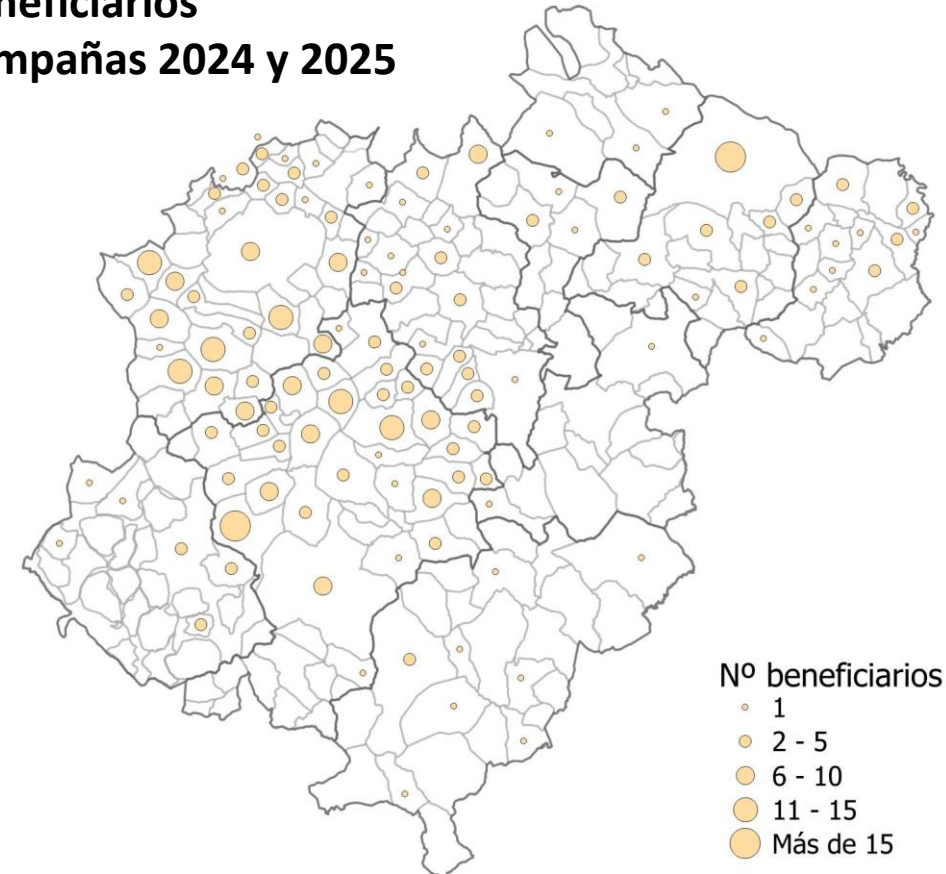 neficiarios
mpañas 2024 y 2025
Nº beneficiarios
1
2 - 5
6 - 10
11 - 15
Más de 15